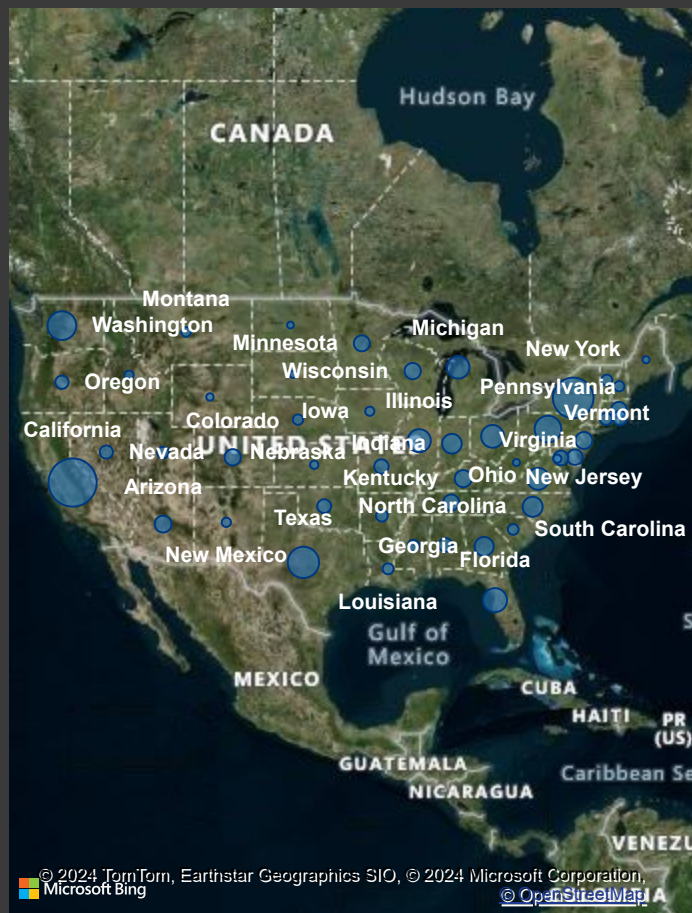 Hudson Bay
CANADA
Montana
Washington
Minnesota
Michigan
New York
Wisconsin
Oregon
Pennsylvania
Illinois
Iowa
Vermont
Colorado
California
UNITED STATES
Indiana
Virginia
Nevada
Nebraska
Kentucky
Ohio
New Jersey
Arizona
North Carolina
Texas
South Carolina
Georgia
New Mexico
Florida
Louisiana
Gulf of
Mexico
MEXICO
CUBA
HAITI
PR
(US)
GUATEMALA
Caribbean Se
NICARAGUA
VENEZU
© 2024 TomTom, Earthstar Geographics SIO, © 2024 Microsoft Corporation,
Microsoft Bing
© OpenStreetMap